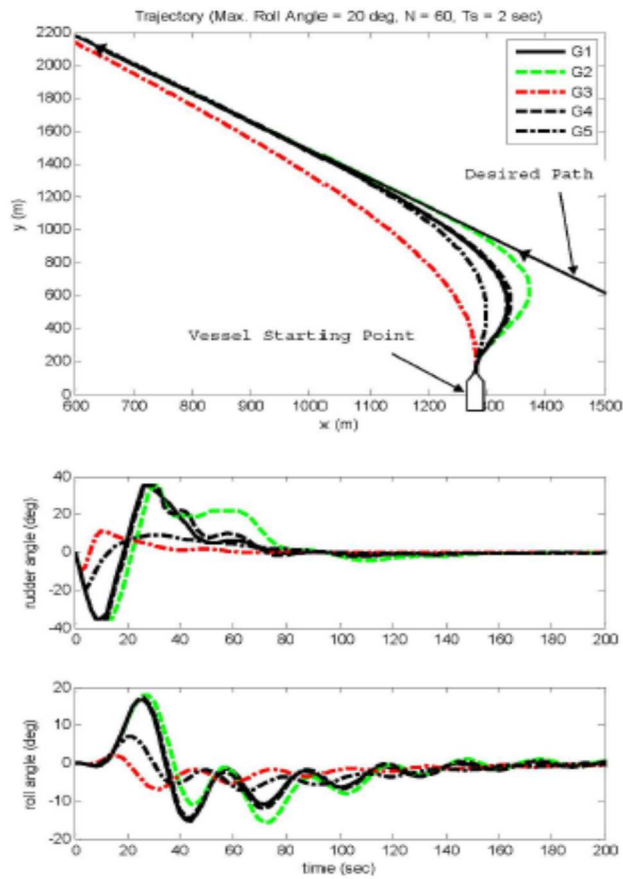 Trajectory (Max. Roll Angle = 20 deg, N = 60, Ts = 2 sec)
2200
2000
1800
1600
1400
1200
1000
800
600
400
200
0
y (m)
G1
G2
G3
G4
G5
Desired Path
Vessel Starting Point
600 700 800 900 1000 1100 1200 1300 1400 1500
x (m)
40
20
0
-20
-40
rudder angle (deg)
0 20 40 60 80 100 120 140 160 180 200
20
10
0
-10
-20
roll angle (deg)
0 20 40 60 80 100 120 140 160 180 200
time (sec)